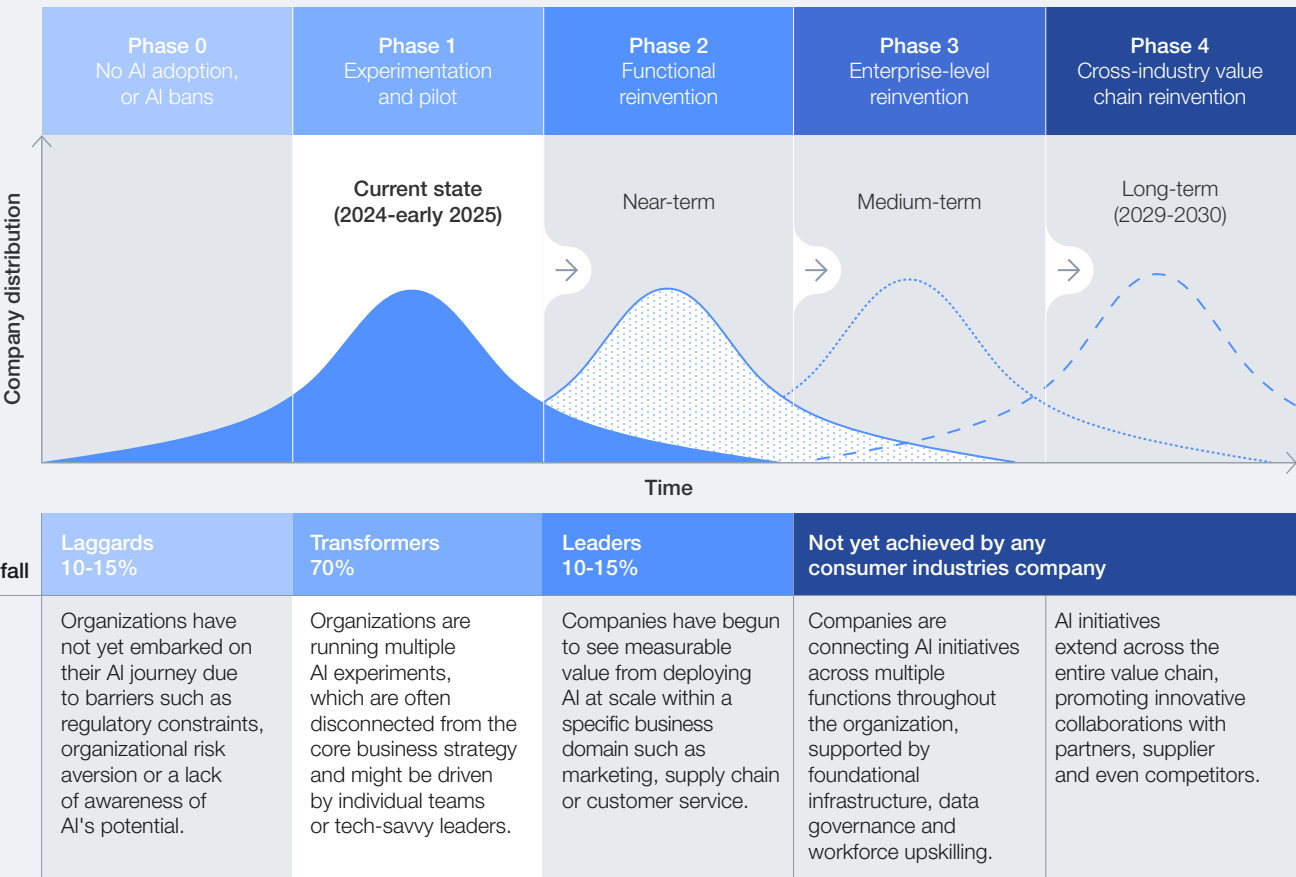 Phase 0
No AI adoption,
or AI bans
Phase 1
Experimentation
and pilot
Phase 2
Functional
reinvention
Phase 3
Enterprise-level
reinvention
Phase 4
Cross-industry value
chain reinvention
Company distribution
Current state
(2024-early 2025)
Near-term
Medium-term
Long-term
(2029-2030)
Time
fall
Laggards
10-15%
Transformers
70%
Leaders
10-15%
Not yet achieved by any
consumer industries company
Organizations have
not yet embarked on
their AI journey due
to barriers such as
regulatory constraints,
organizational risk
aversion or a lack
of awareness of
AI's potential.
Organizations are
running multiple
AI experiments,
which are often
disconnected from the
core business strategy
and might be driven
by individual teams
or tech-savvy leaders.
Companies have begun
to see measurable
value from deploying
AI at scale within a
specific business
domain such as
marketing, supply chain
or customer service.
Companies are
connecting AI initiatives
across multiple
functions throughout
the organization,
supported by
foundational
infrastructure, data
governance and
workforce upskilling.
AI initiatives
extend across the
entire value chain,
promoting innovative
collaborations with
partners, supplier
and even competitors.